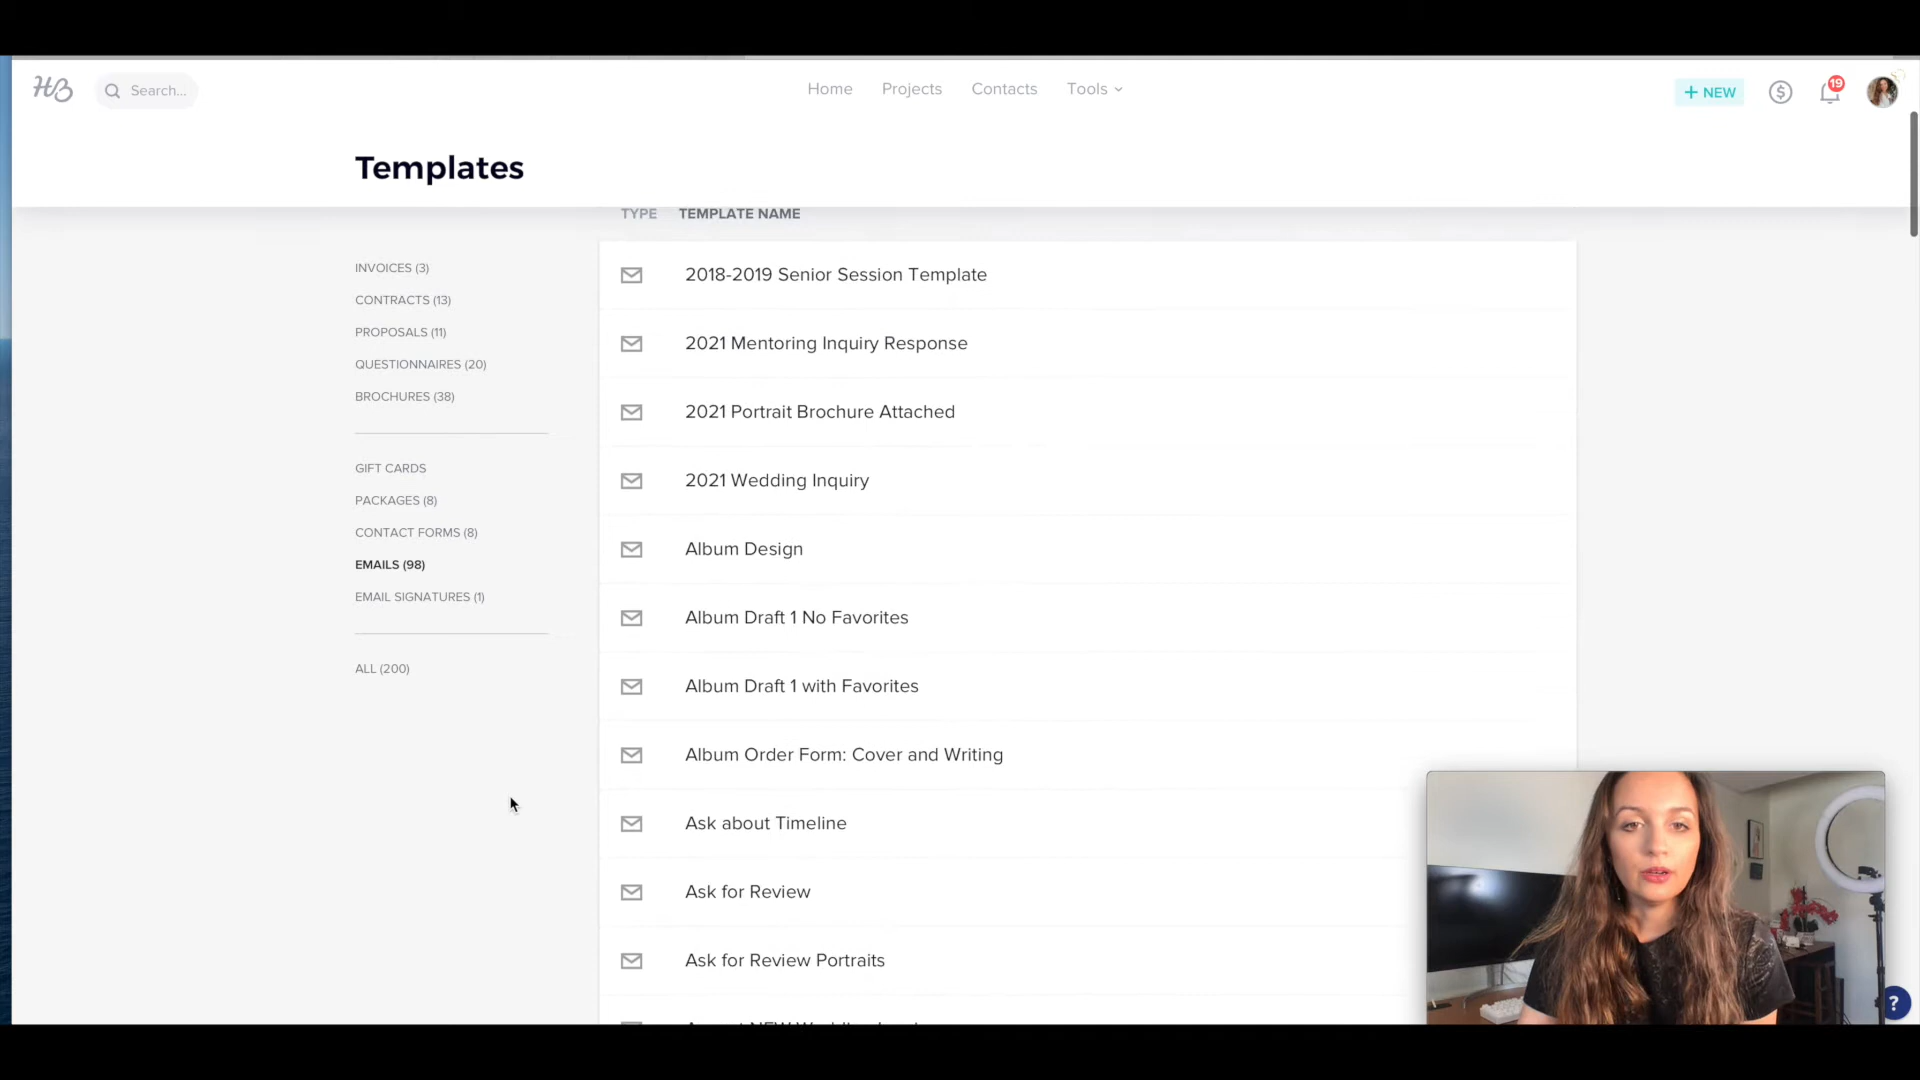 HB
Search...
Home
Projects
Contacts
Tools
+ NEW
19
Templates
TYPE
TEMPLATE NAME
INVOICES (3)
CONTRACTS (13)
PROPOSALS (11)
QUESTIONNAIRES (20)
BROCHURES (38)
GIFT CARDS
PACKAGES (8)
CONTACT FORMS (8)
EMAILS (98)
EMAIL SIGNATURES (1)
ALL (200)
2018-2019 Senior Session Template
2021 Mentoring Inquiry Response
2021 Portrait Brochure Attached
2021 Wedding Inquiry
Album Design
Album Draft 1 No Favorites
Album Draft 1 with Favorites
Album Order Form: Cover and Writing
Ask about Timeline
Ask for Review
Ask for Review Portraits
?